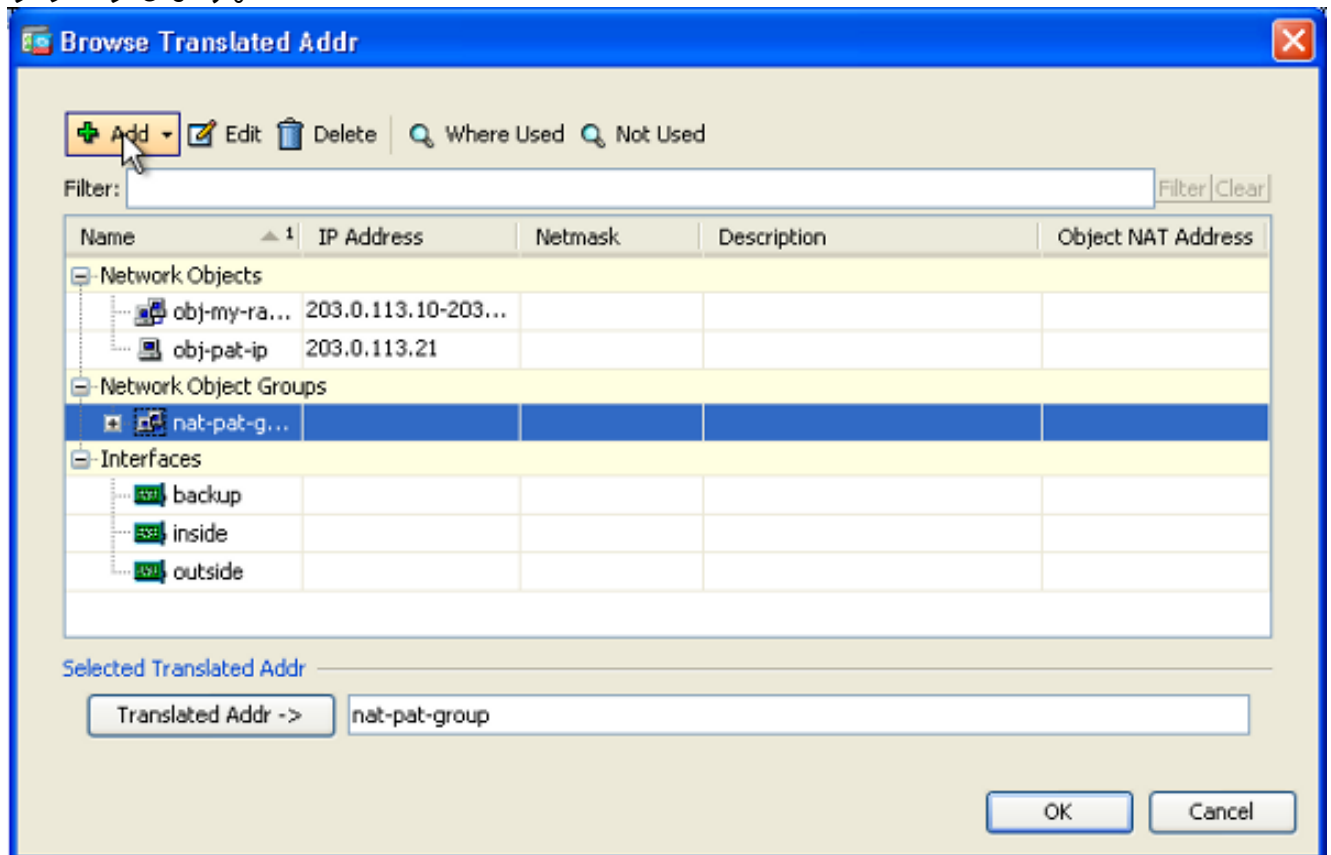 Browse Translated Addr
Add Edit Delete Where Used Not Used
Filter: Filter Clear
Name 1 IP Address Netmask Description Object NAT Address
Network Objects
obj-my-ra... 203.0.113.10-203...
obj-pat-ip 203.0.113.21
Network Object Groups
nat-pat-g...
Interfaces
backup
inside
outside
Selected Translated Addr
Translated Addr -> nat-pat-group
OK Cancel